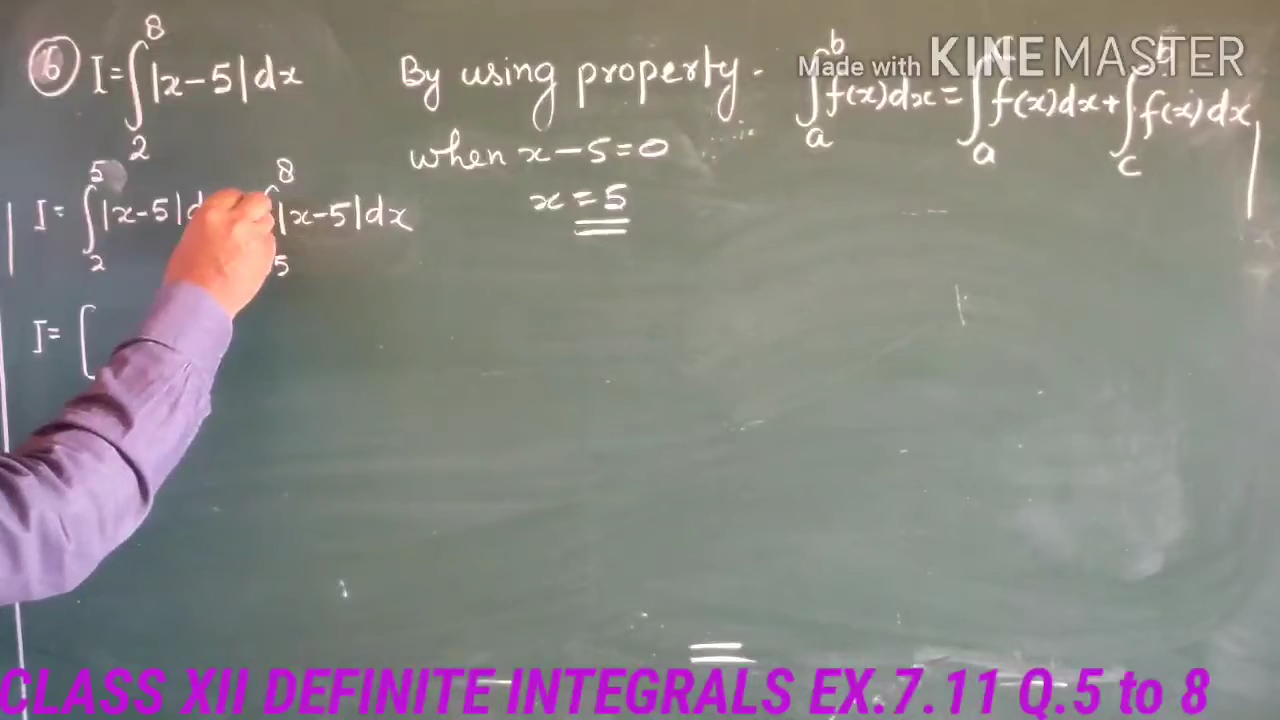 ⑥ I = ∫₂⁸ |x-5| dx
By using property.
∫ₐᵇ f(x)dx = ∫ₐ f(x)dx + ∫_c^b f(x)dx
Made with KINEMASTER
when x-5=0
x = 5
I = ∫₂⁵ |x-5| d ∫₅⁸ |x-5| dx
I = [
CLASS XII DEFINITE INTEGRALS EX.7.11 Q.5 to 8